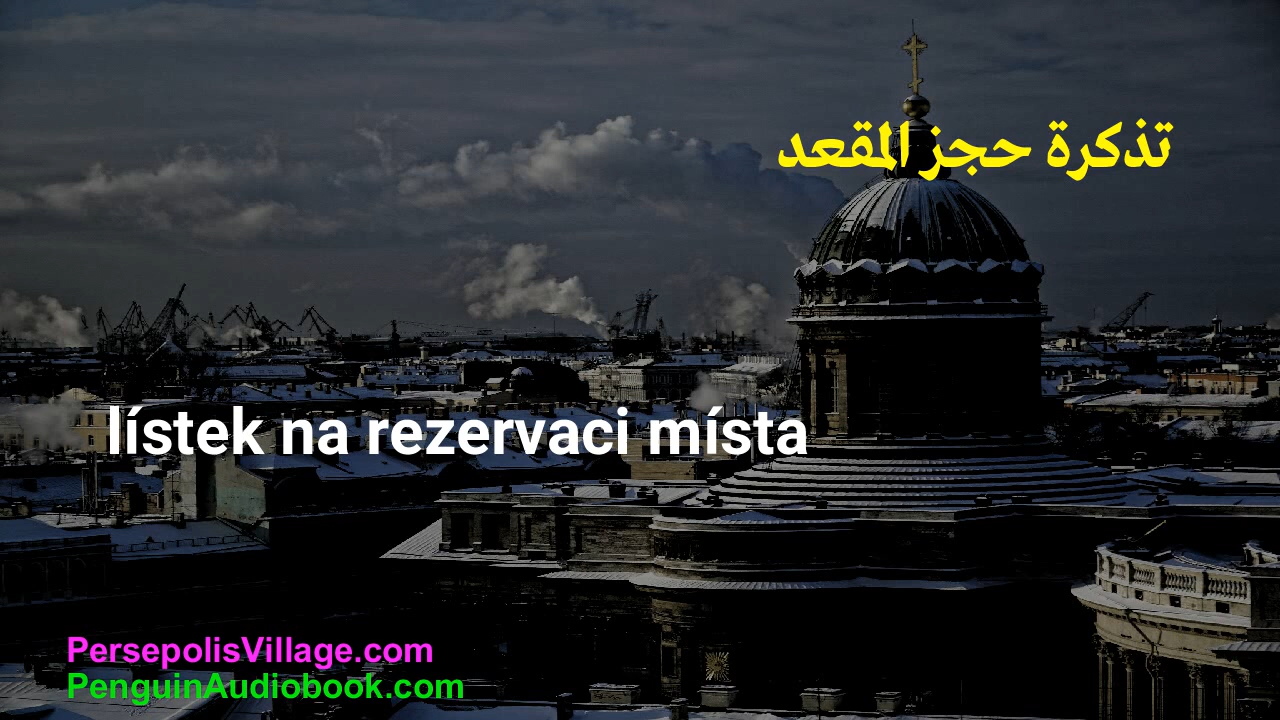 تذكرة حجز المقعد
lístek na rezervaci místa
PersepolisVillage.com
PenguinAudiobook.com